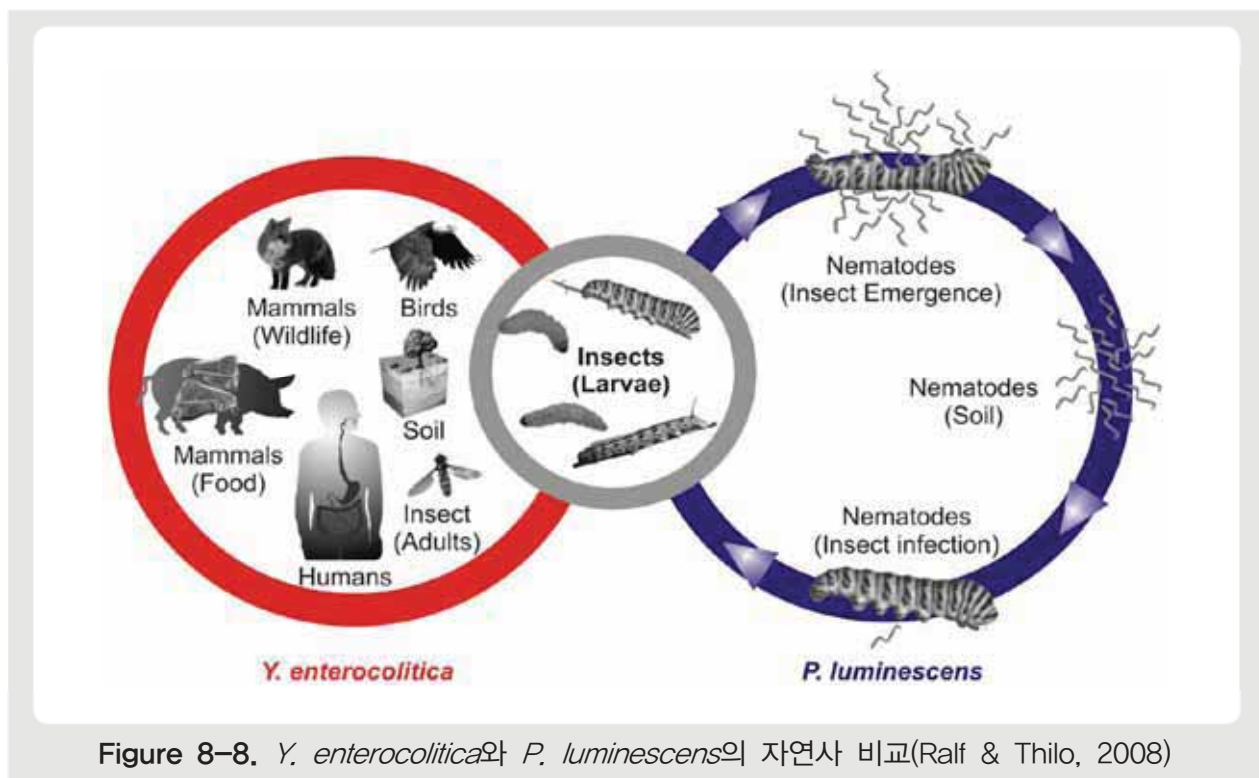 Mammals
(Wildlife)
Birds
Soil
Mammals
(Food)
Insect
(Adults)
Humans
Insects
(Larvae)
Nematodes
(Insect Emergence)
Nematodes
(Soil)
Nematodes
(Insect infection)
Y. enterocolitica
P. luminescens
Figure 8-8. Y. enterocolitica와 P. luminescens의 자연사 비교(Ralf & Thilo, 2008)